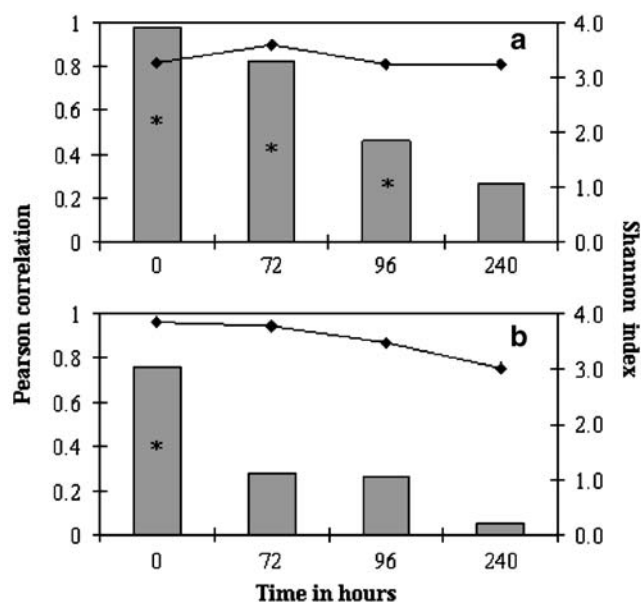 1 a 4.0
0.8 3.0
0.6 * 2.0
0.4 * * 1.0
0.2
0 0.0
0 72 96 240
Pearson correlation
Shannon index
1 b 4.0
0.8 3.0
0.6 2.0
0.4 * 1.0
0.2
0 0.0
0 72 96 240
Time in hours